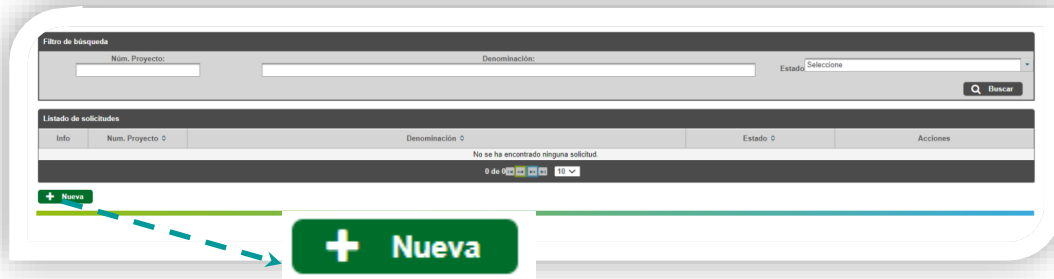 Filtro de búsqueda
Núm. Proyecto: Denominación:
Estado Seleccione
Buscar
Listado de solicitudes
Info Num. Proyecto Denominación Estado Acciones
No se ha encontrado ninguna solicitud.
0 de 0 10
+ Nueva
+ Nueva